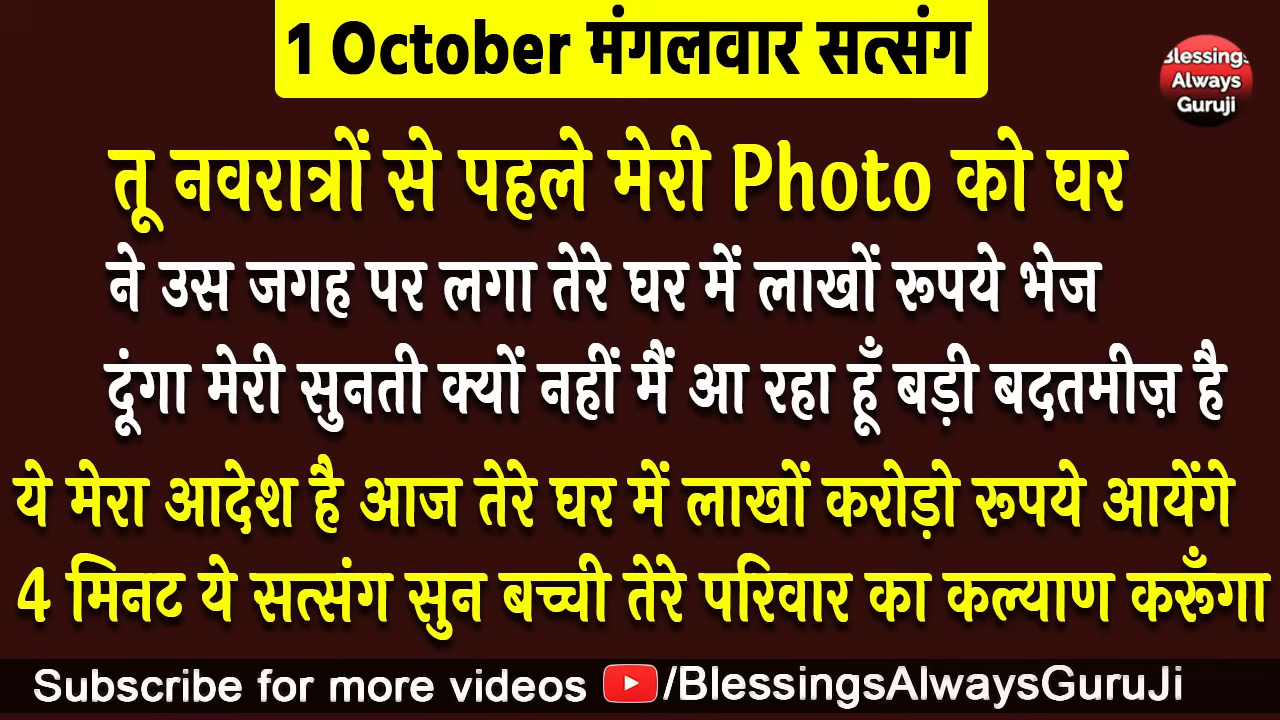 1 October मंगलवार सत्संग
Blessings
Always
Guruji
तू नवरात्रों से पहले मेरी Photo को घर
ने उस जगह पर लगा तेरे घर में लाखों रूपये भेज
दूंगा मेरी सुनती क्यों नहीं मैं आ रहा हूँ बड़ी बदतमीज़ है
ये मेरा आदेश है आज तेरे घर में लाखों करोड़ो रूपये आयेंगे
4 मिनट ये सत्संग सुन बच्ची तेरे परिवार का कल्याण करूँगा
Subscribe for more videos /BlessingsAlwaysGuruJi